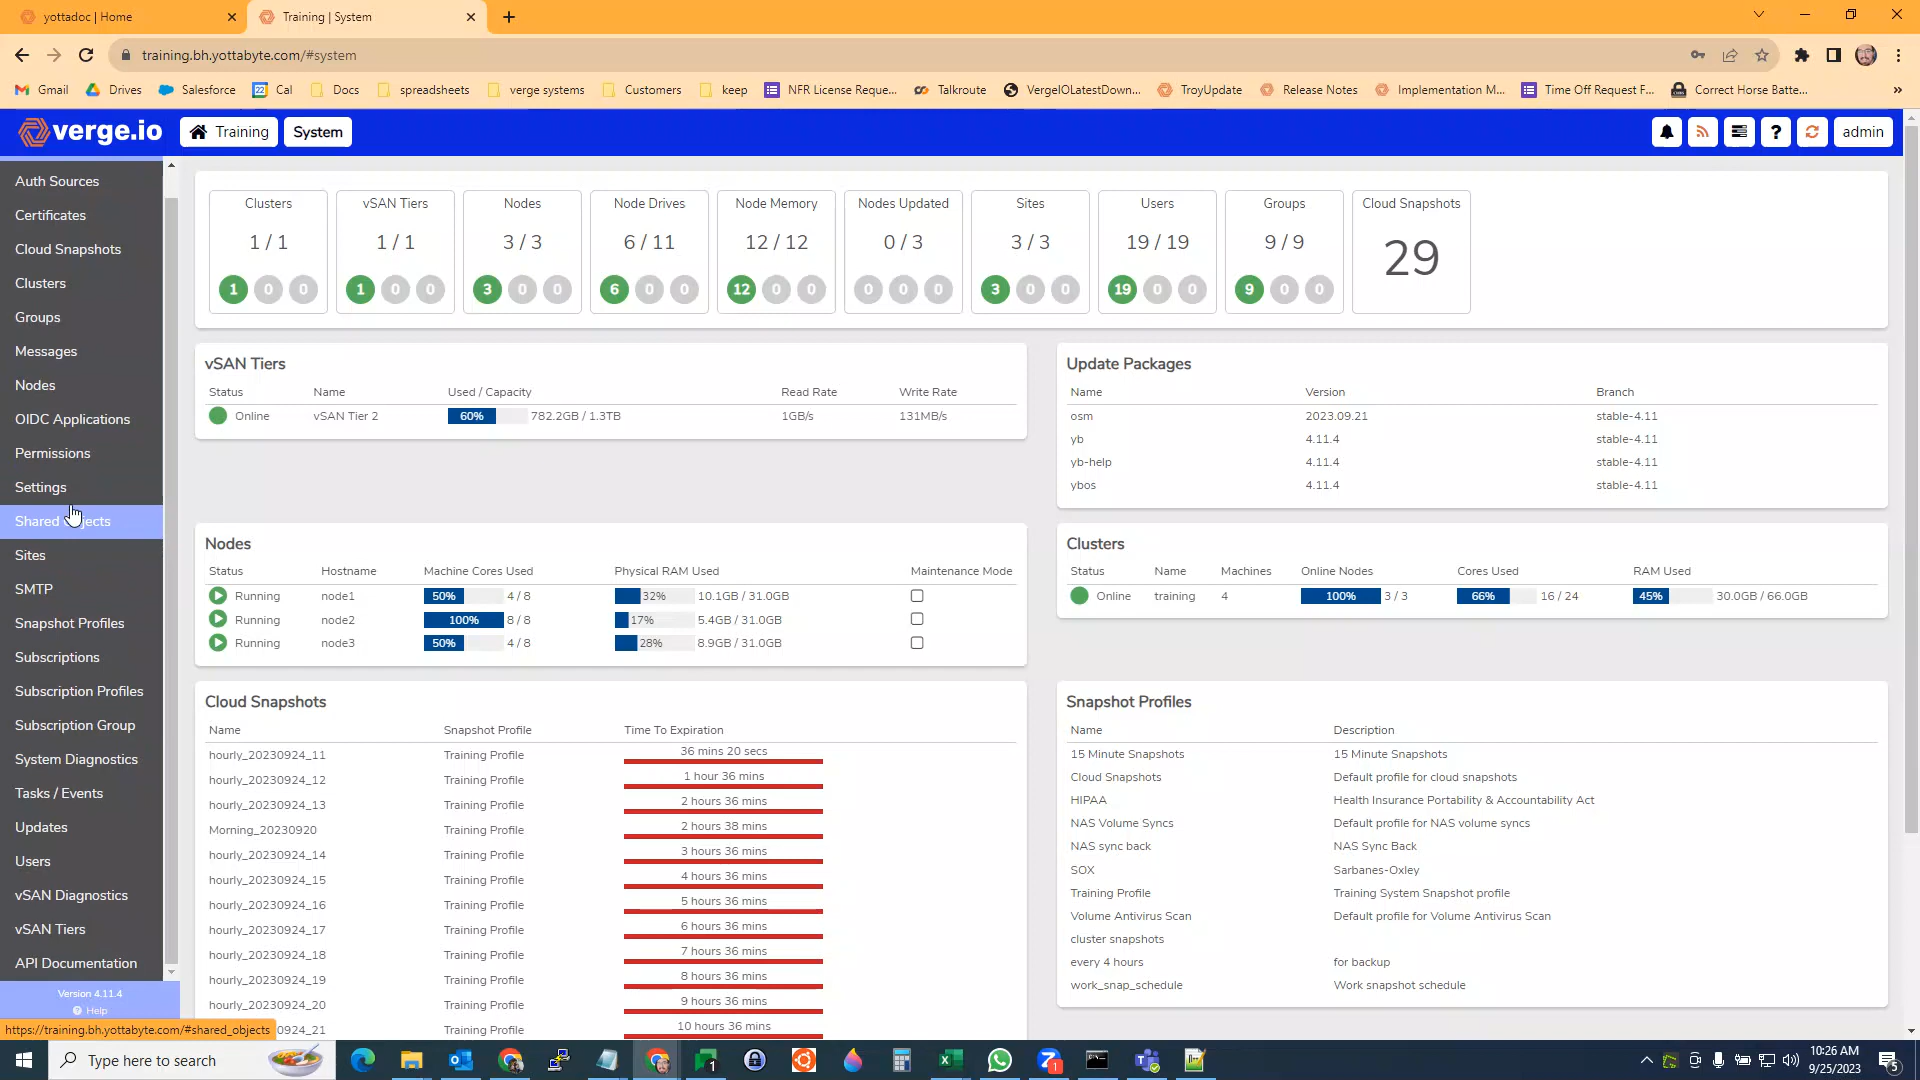 yottadoc | Home
Training | System
training.bh.yottabyte.com/#system
Gmail
Drives
Salesforce
Cal
Docs
spreadsheets
verge systems
Customers
keep
NFR License Reque...
Talkroute
VergeIOLatestDown...
TroyUpdate
Release Notes
Implementation M...
Time Off Request F...
Correct Horse Batte...
»
verge.io
Training
System
?
admin
Auth Sources
Certificates
Cloud Snapshots
Clusters
Groups
Messages
Nodes
OIDC Applications
Permissions
Settings
Shared Objects
Sites
SMTP
Snapshot Profiles
Subscriptions
Subscription Profiles
Subscription Group
System Diagnostics
Tasks / Events
Updates
Users
vSAN Diagnostics
vSAN Tiers
API Documentation
Version 4.11.4
Help
https://training.bh.yottabyte.com/#shared_objects
Clusters
1 / 1
1 0 0
vSAN Tiers
1 / 1
1 0 0
Nodes
3 / 3
3 0 0
Node Drives
6 / 11
6 0 0
Node Memory
12 / 12
12 0 0
Nodes Updated
0 / 3
0 0 0
Sites
3 / 3
3 0 0
Users
19 / 19
19 0 0
Groups
9 / 9
9 0 0
Cloud Snapshots
29
vSAN Tiers
Status Name Used / Capacity Read Rate Write Rate
Online vSAN Tier 2 60% 782.2GB / 1.3TB 1GB/s 131MB/s
Update Packages
Name Version Branch
osm 2023.09.21 stable-4.11
yb 4.11.4 stable-4.11
yb-help 4.11.4 stable-4.11
ybos 4.11.4 stable-4.11
Nodes
Status Hostname Machine Cores Used Physical RAM Used Maintenance Mode
Running node1 50% 4 / 8 32% 10.1GB / 31.0GB
Running node2 100% 8 / 8 17% 5.4GB / 31.0GB
Running node3 50% 4 / 8 28% 8.9GB / 31.0GB
Clusters
Status Name Machines Online Nodes Cores Used RAM Used
Online training 4 100% 3 / 3 66% 16 / 24 45% 30.0GB / 66.0GB
Cloud Snapshots
Name Snapshot Profile Time To Expiration
hourly_20230924_11 Training Profile 36 mins 20 secs
hourly_20230924_12 Training Profile 1 hour 36 mins
hourly_20230924_13 Training Profile 2 hours 36 mins
Morning_20230920 Training Profile 2 hours 38 mins
hourly_20230924_14 Training Profile 3 hours 36 mins
hourly_20230924_15 Training Profile 4 hours 36 mins
hourly_20230924_16 Training Profile 5 hours 36 mins
hourly_20230924_17 Training Profile 6 hours 36 mins
hourly_20230924_18 Training Profile 7 hours 36 mins
hourly_20230924_19 Training Profile 8 hours 36 mins
hourly_20230924_20 Training Profile 9 hours 36 mins
0924_21 Training Profile 10 hours 36 mins
Snapshot Profiles
Name Description
15 Minute Snapshots 15 Minute Snapshots
Cloud Snapshots Default profile for cloud snapshots
HIPAA Health Insurance Portability & Accountability Act
NAS Volume Syncs Default profile for NAS volume syncs
NAS sync back NAS Sync Back
SOX Sarbanes-Oxley
Training Profile Training System Snapshot profile
Volume Antivirus Scan Default profile for Volume Antivirus Scan
cluster snapshots
every 4 hours for backup
work_snap_schedule Work snapshot schedule
Type here to search
10:26 AM
9/25/2023
5